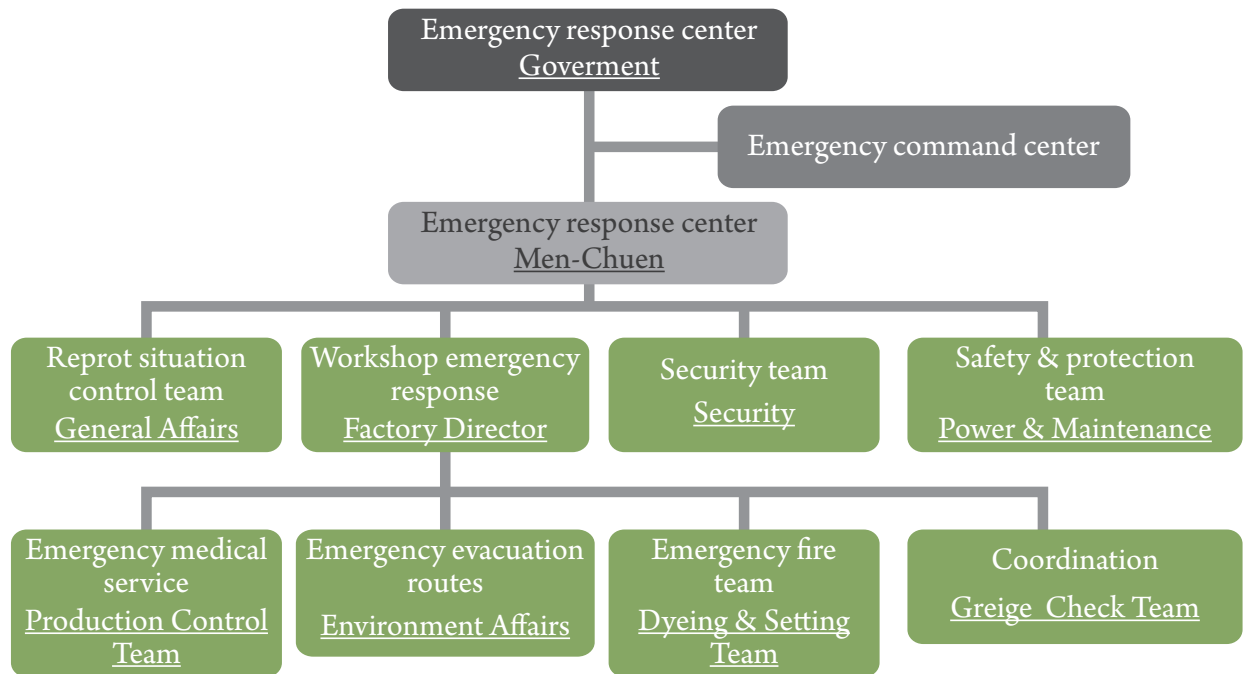 Emergency response center
Goverment
Emergency command center
Emergency response center
Men-Chuen
Reprot situation
control team
General Affairs
Workshop emergency
response
Factory Director
Security team
Security
Safety & protection
team
Power & Maintenance
Emergency medical
service
Production Control
Team
Emergency evacuation
routes
Environment Affairs
Emergency fire
team
Dyeing & Setting
Team
Coordination
Greige Check Team